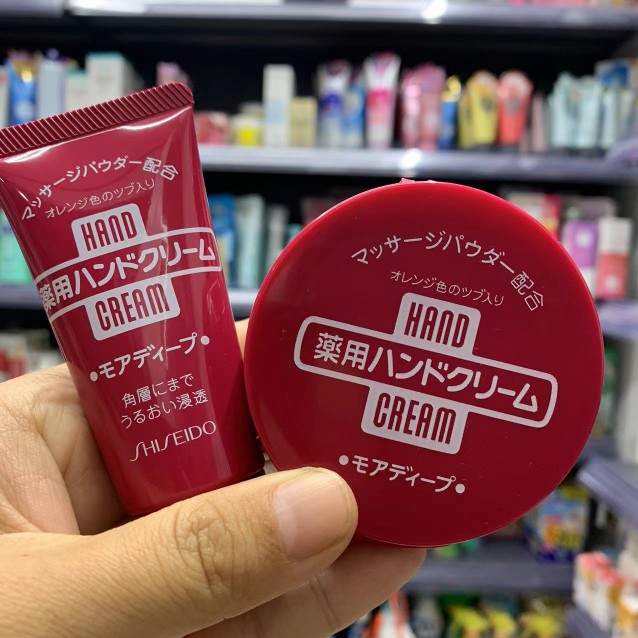 マッサージパウダー配合
オレンジ色のツブ入り
HAND
薬用ハンドクリーム
CREAM
•モアディープ•
角層にまで
うるおい浸透
SHISEIDO
マッサージパウダー配合
オレンジ色のツブ入り
HAND
薬用ハンドクリーム
CREAM
•モアディープ•